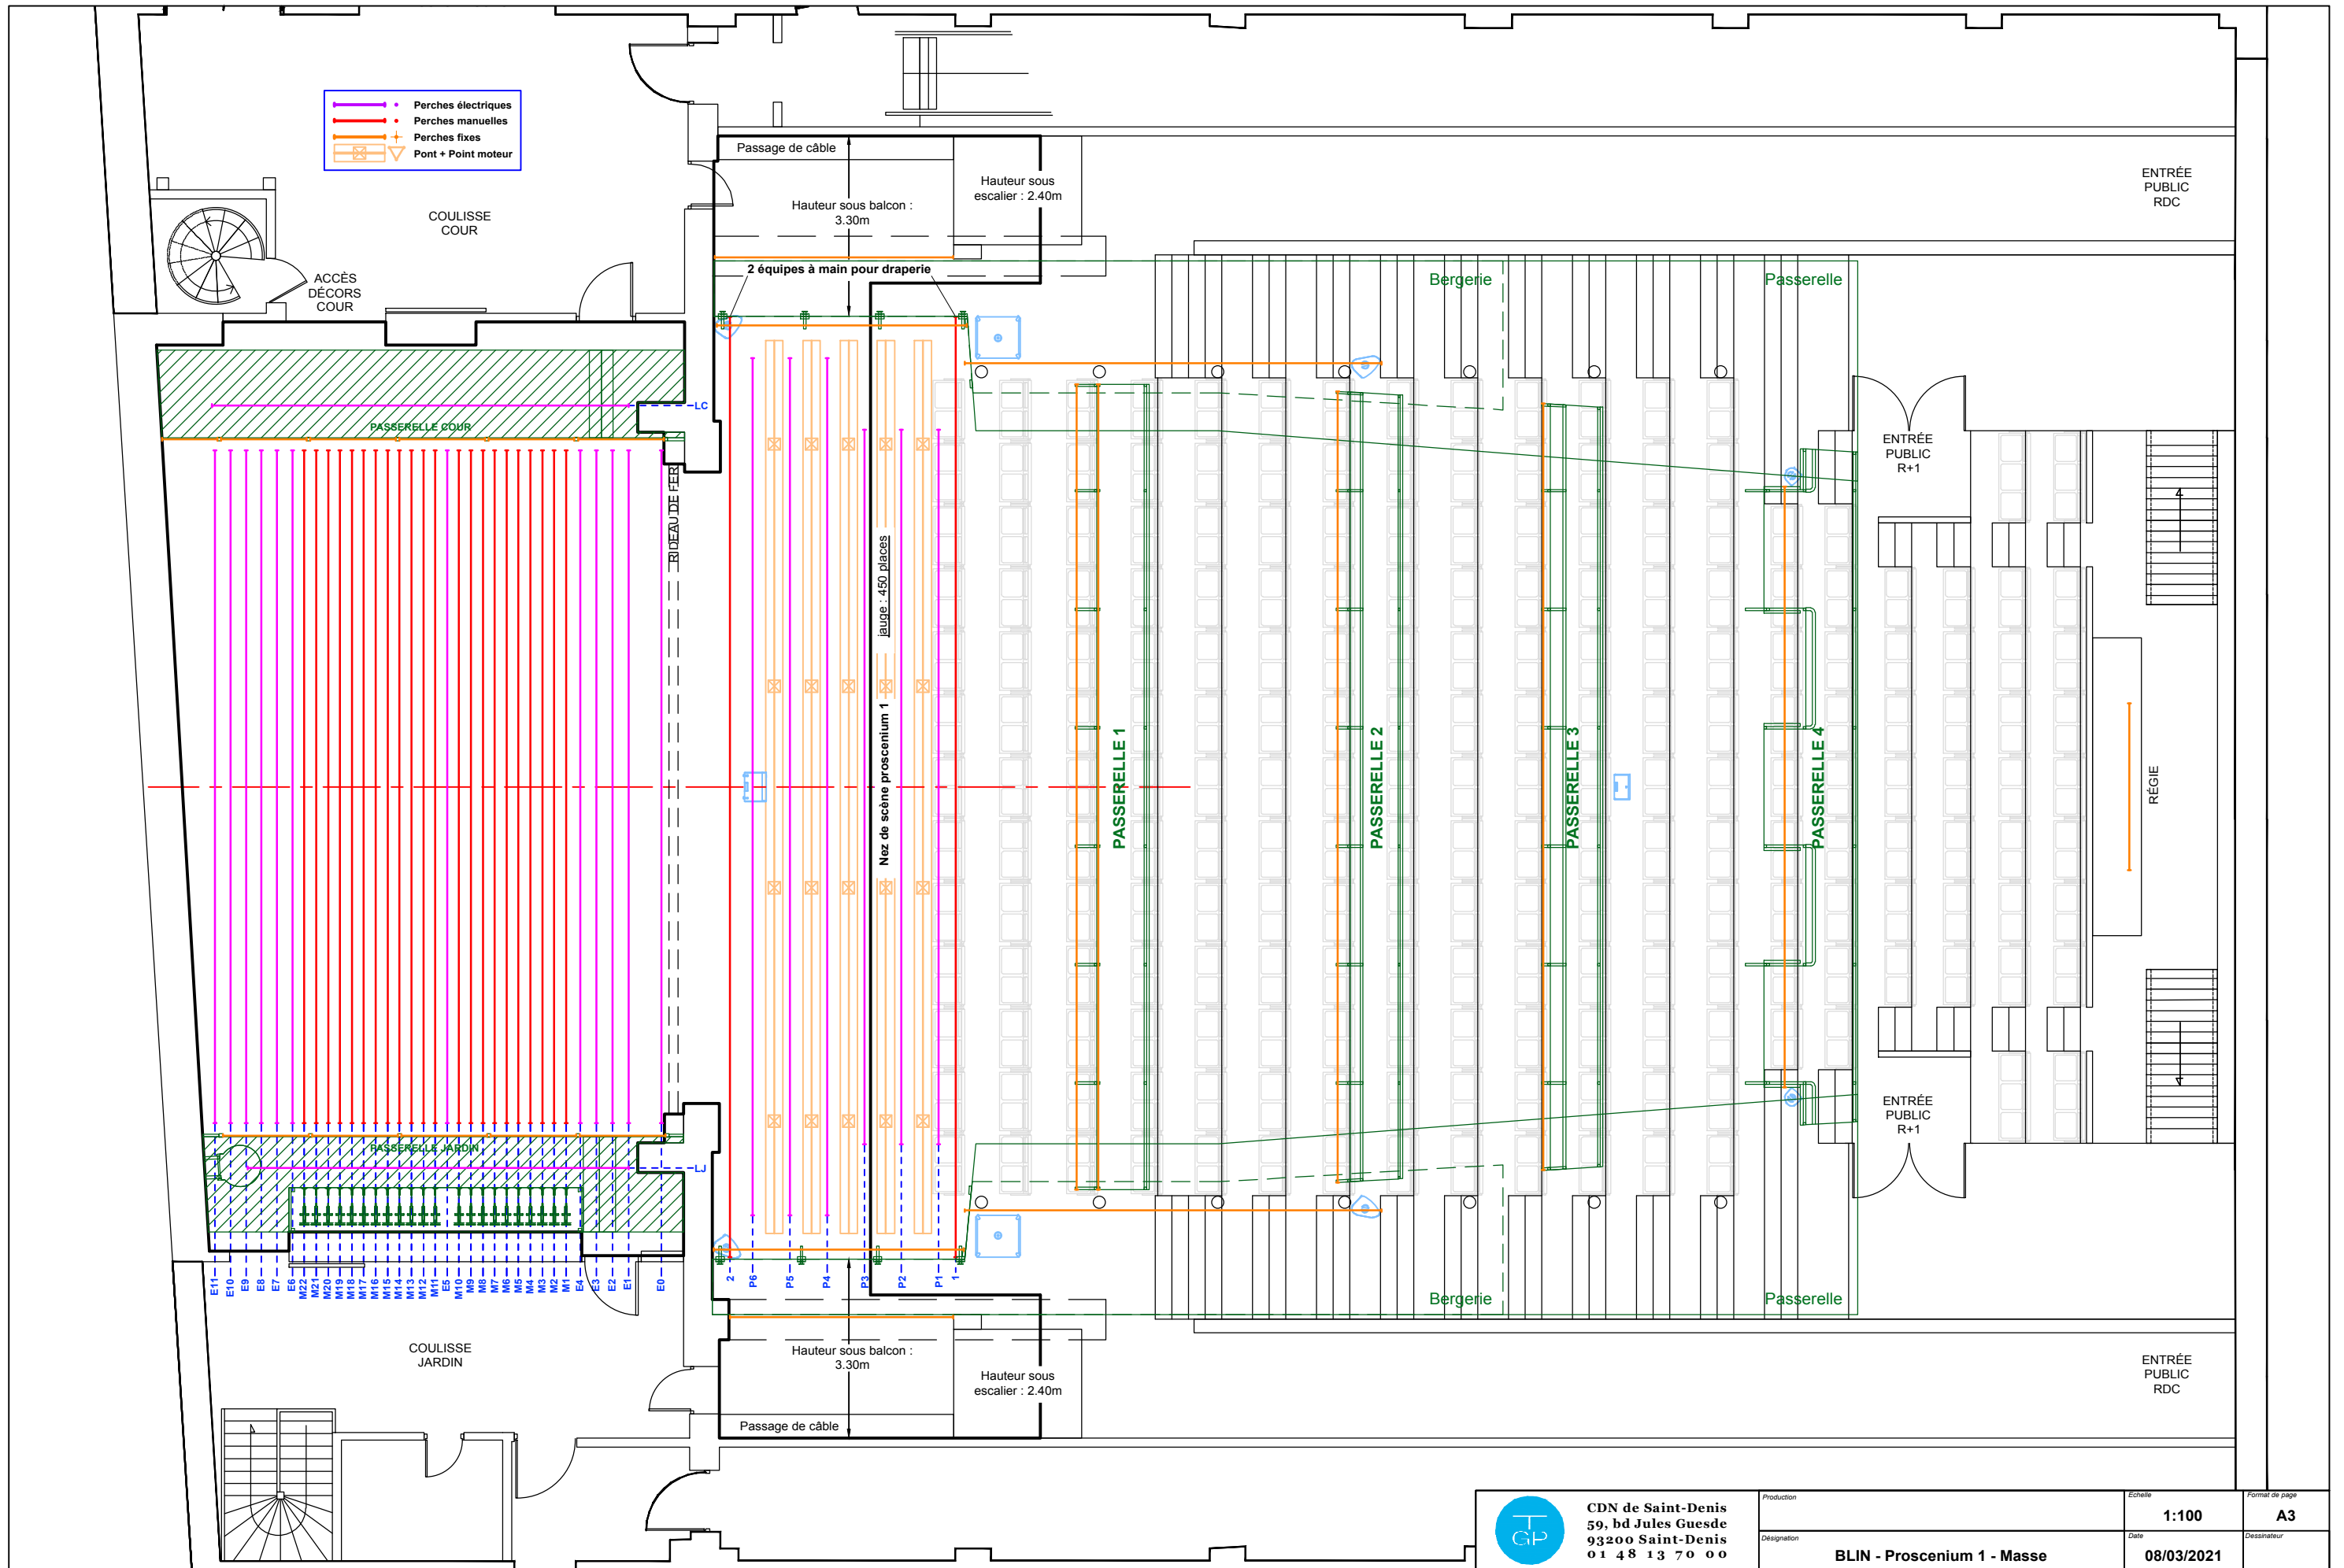 Perches électriques
Perches manuelles
Perches fixes
Pont + Point moteur
COULISSE
COUR
ACCÈS
DÉCORS
COUR
Passage de câble
Hauteur sous
escalier : 2.40m
Hauteur sous balcon :
3.30m
2 équipes à main pour draperie
Bergerie
Passerelle
ENTRÉE
PUBLIC
RDC
LC
PASSERELLE COUR
RIDEAU DE FER
jauge : 450 places
Nez de scène proscenium 1
PASSERELLE 1
PASSERELLE 2
PASSERELLE 3
PASSERELLE 4
ENTRÉE
PUBLIC
R+1
RÉGIE
ENTRÉE
PUBLIC
R+1
PASSERELLE JARDIN
LJ
E11
E10
E9
E8
E7
E6
M22
M21
M20
M19
M18
M17
M16
M15
M14
M13
M12
M11
E5
M10
M9
M8
M7
M6
M5
M4
M3
M2
M1
E4
E3
E2
E1
E0
2
P6
P5
P4
P3
P2
P1
1
Bergerie
Passerelle
COULISSE
JARDIN
Hauteur sous balcon :
3.30m
Hauteur sous
escalier : 2.40m
Passage de câble
ENTRÉE
PUBLIC
RDC
TGP
CDN de Saint-Denis
59, bd Jules Guesde
93200 Saint-Denis
01 48 13 70 00
Production
Désignation
BLIN - Proscenium 1 - Masse
Echelle
1:100
Format de page
A3
Date
08/03/2021
Dessinateur